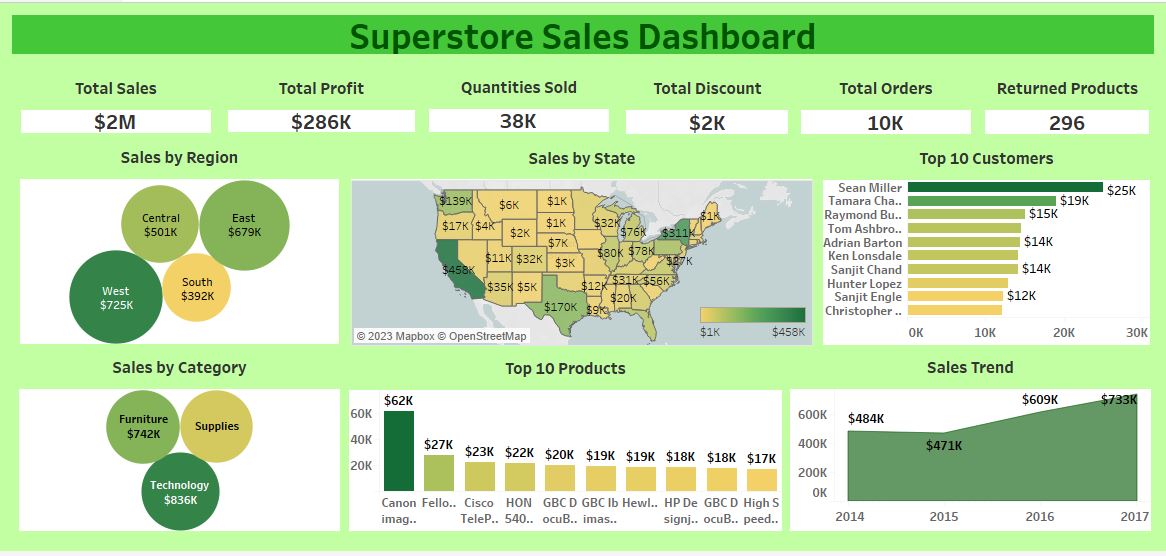 Superstore Sales Dashboard
Total Sales
Total Profit
Quantities Sold
Total Discount
Total Orders
Returned Products
$2M
$286K
38K
$2K
10K
296
Sales by Region
Central
$501K
East
$679K
West
$725K
South
$392K
Sales by State
$139K
$6K
$1K
$17K
$4K
$1K
$2K
$32K
$76K
$311K
$1K
$7K
$458K
$11K
$32K
$3K
$80K
$78K
$27K
$35K
$5K
$12K
$31K
$56K
$20K
$170K
$9K
$1K
$458K
© 2023 Mapbox © OpenStreetMap
Top 10 Customers
Sean Miller
$25K
Tamara Cha..
$19K
Raymond Bu..
$15K
Tom Ashbro..
Adrian Barton
$14K
Ken Lonsdale
Sanjit Chand
$14K
Hunter Lopez
Sanjit Engle
$12K
Christopher ..
0K
10K
20K
30K
Sales by Category
Furniture
$742K
Supplies
Technology
$836K
Top 10 Products
60K
40K
20K
$62K
$27K
$23K
$22K
$20K
$19K
$19K
$18K
$18K
$17K
Canon
imag..
Fello..
Cisco
TeleP..
HON
540..
GBC D
ocuB..
GBC Ib
imas..
Hewl..
HP De
signj..
GBC D
ocuB..
High S
peed..
Sales Trend
600K
400K
200K
0K
$484K
$471K
$609K
$733K
2014
2015
2016
2017